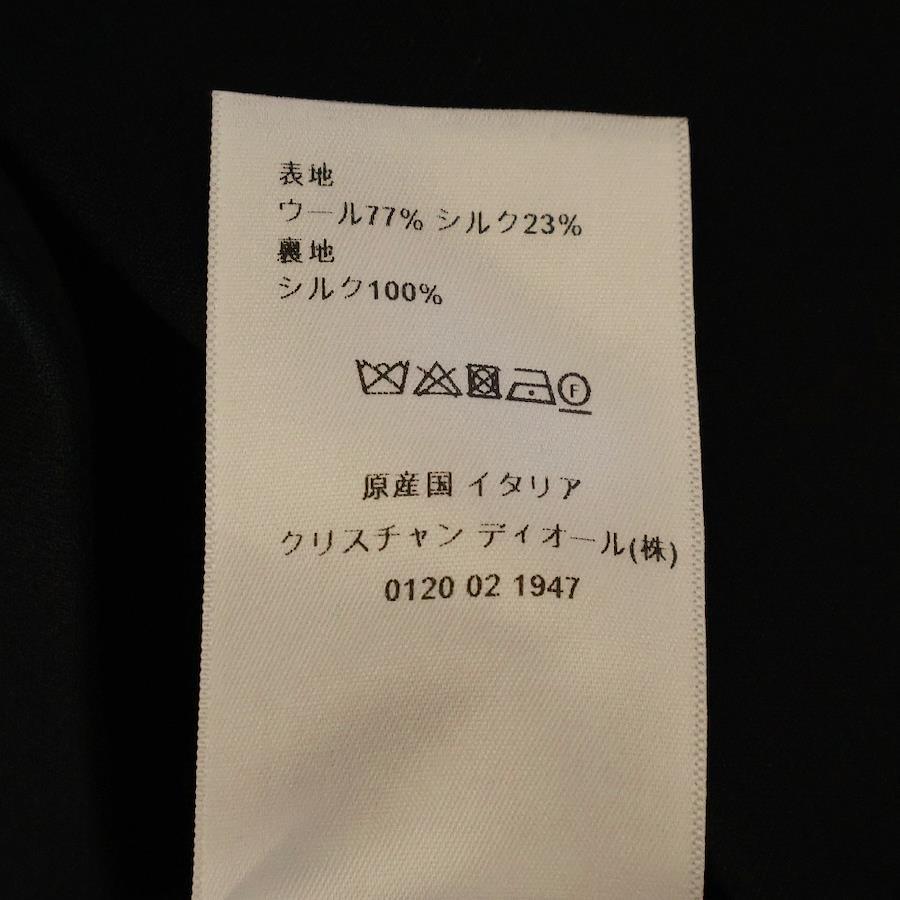 表地
ウール77% シルク23%
裏地
シルク100%
F
原産国 イタリア
クリスチャン ディオール(株)
0120 02 1947